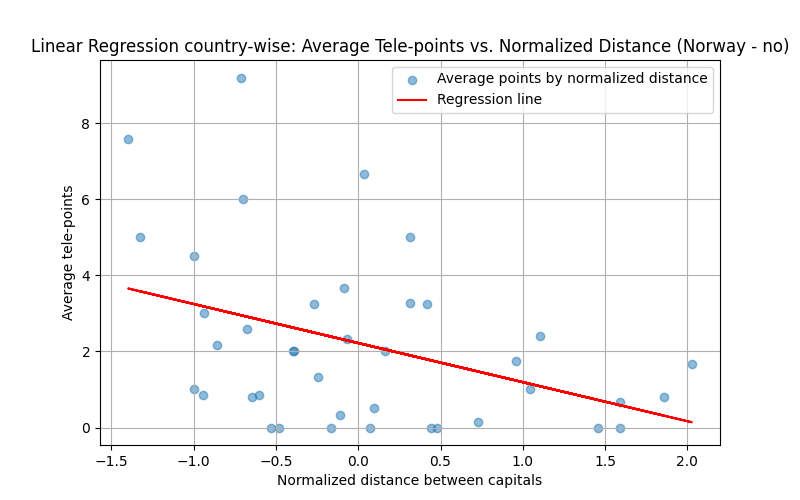 Linear Regression country-wise: Average Tele-points vs. Normalized Distance (Norway - no)
Average points by normalized distance
Regression line
8
6
4
2
0
Average tele-points
−1.5 −1.0 −0.5 0.0 0.5 1.0 1.5 2.0
Normalized distance between capitals